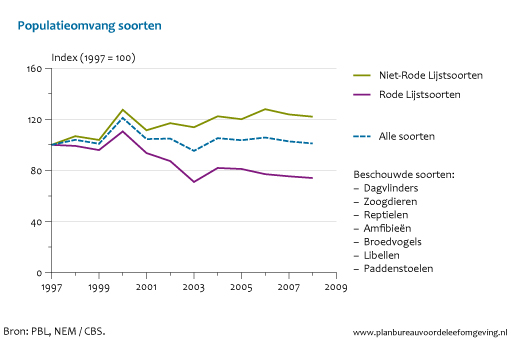 Populatieomvang soorten
Index (1997 = 100)
160
120
80
40
0
1997
1999
2001
2003
2005
2007
2009
Niet-Rode Lijstsoorten
Rode Lijstsoorten
Alle soorten
Beschouwde soorten:
– Dagvlinders
– Zoogdieren
– Reptielen
– Amfibieën
– Broedvogels
– Libellen
– Paddenstoelen
Bron: PBL, NEM / CBS.
www.planbureauvoordeleefomgeving.nl